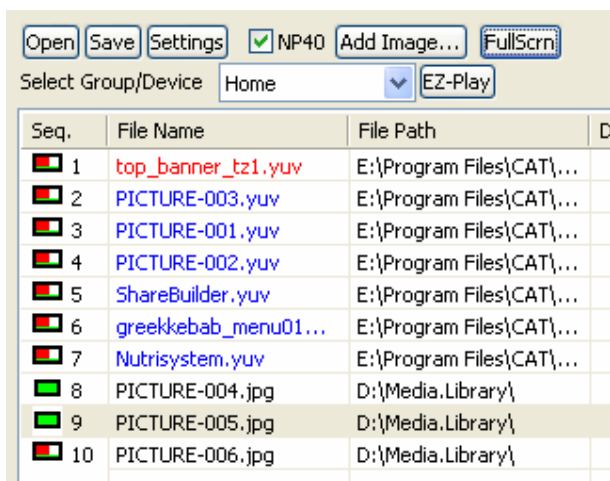 Open Save Settings NP40 Add Image... FullScrn
Select Group/Device Home EZ-Play
Seq. File Name File Path D
1 top_banner_tz1.yuv E:\Program Files\CAT\...
2 PICTURE-003.yuv E:\Program Files\CAT\...
3 PICTURE-001.yuv E:\Program Files\CAT\...
4 PICTURE-002.yuv E:\Program Files\CAT\...
5 ShareBuilder.yuv E:\Program Files\CAT\...
6 greekkebab_menu01... E:\Program Files\CAT\...
7 Nutrisystem.yuv E:\Program Files\CAT\...
8 PICTURE-004.jpg D:\Media.Library\
9 PICTURE-005.jpg D:\Media.Library\
10 PICTURE-006.jpg D:\Media.Library\